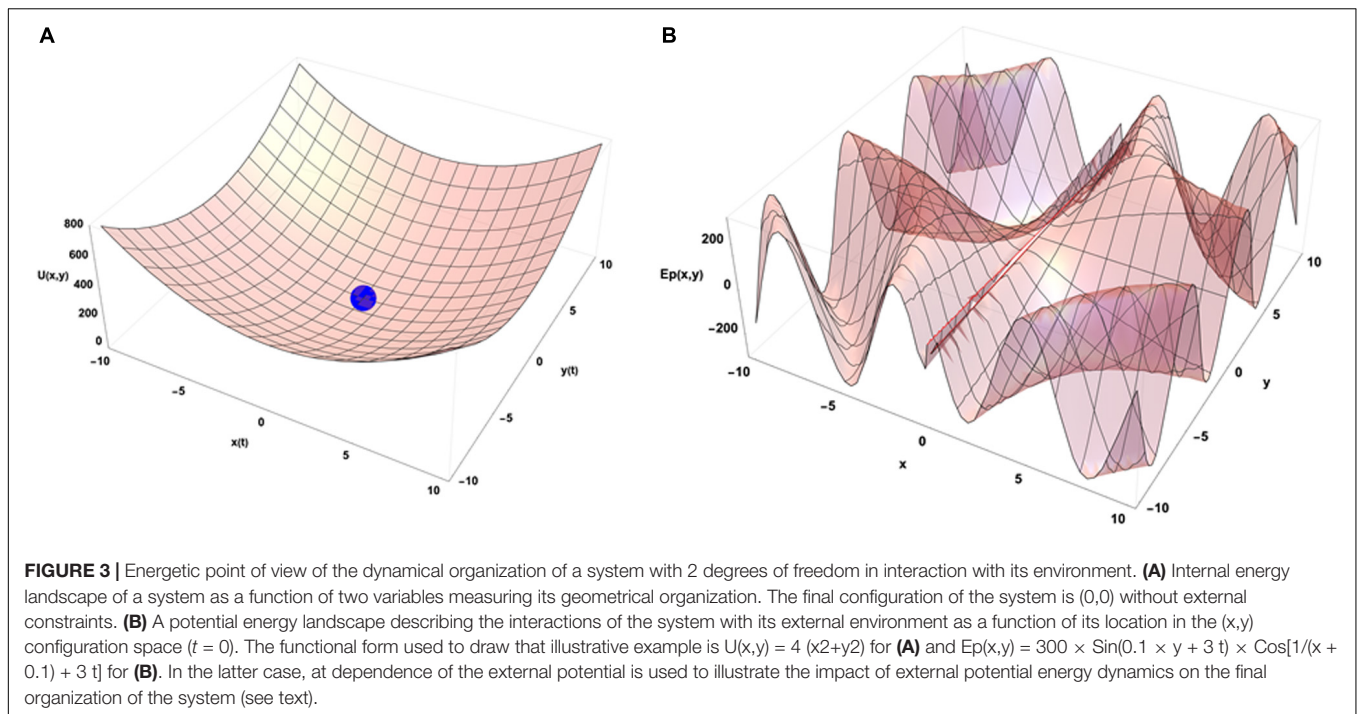 A
B
800
600
U(x,y)
400
200
0
-10
-5
0
x(t)
5
10
-10
-5
0
y(t)
5
10
200
Ep(x,y)
0
-200
-10
-5
0
x
5
10
-10
-5
0
y
5
10
FIGURE 3 | Energetic point of view of the dynamical organization of a system with 2 degrees of freedom in interaction with its environment. (A) Internal energy
landscape of a system as a function of two variables measuring its geometrical organization. The final configuration of the system is (0,0) without external
constraints. (B) A potential energy landscape describing the interactions of the system with its external environment as a function of its location in the (x,y)
configuration space (t = 0). The functional form used to draw that illustrative example is U(x,y) = 4 (x2+y2) for (A) and Ep(x,y) = 300 × Sin(0.1 × y + 3 t) × Cos[1/(x +
0.1) + 3 t] for (B). In the latter case, at dependence of the external potential is used to illustrate the impact of external potential energy dynamics on the final
organization of the system (see text).